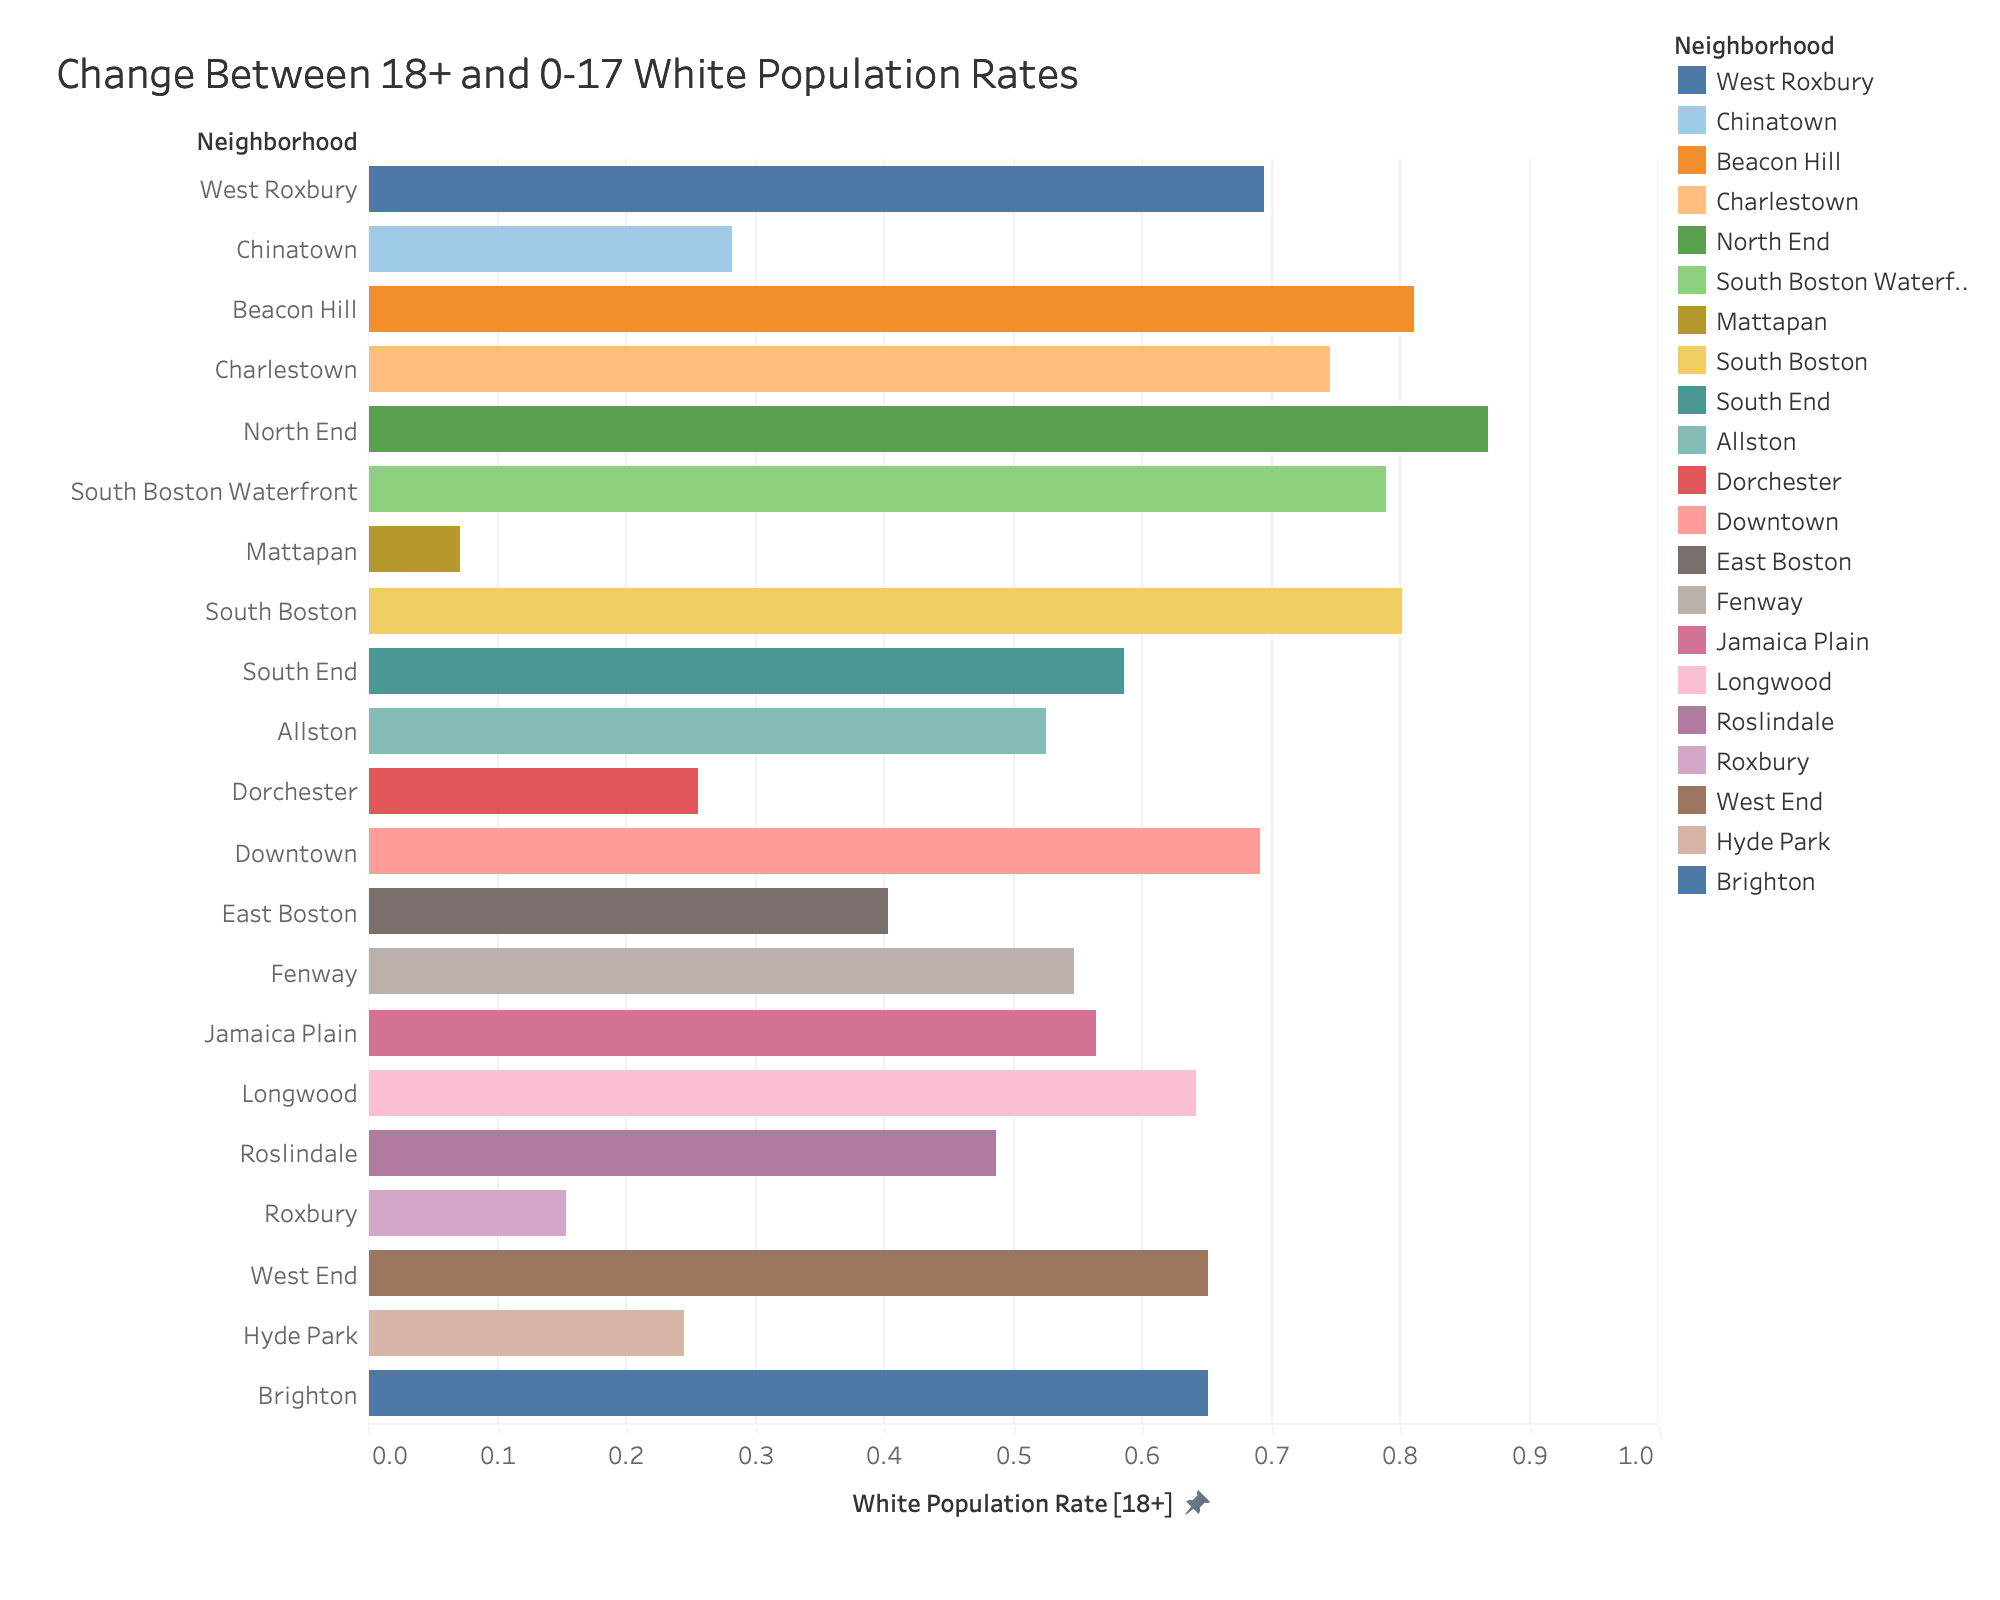 Change Between 18+ and 0-17 White Population Rates
Neighborhood
West Roxbury
Chinatown
Beacon Hill
Charlestown
North End
South Boston Waterfront
Mattapan
South Boston
South End
Allston
Dorchester
Downtown
East Boston
Fenway
Jamaica Plain
Longwood
Roslindale
Roxbury
West End
Hyde Park
Brighton
0.0 0.1 0.2 0.3 0.4 0.5 0.6 0.7 0.8 0.9 1.0
White Population Rate [18+]
Neighborhood
West Roxbury
Chinatown
Beacon Hill
Charlestown
North End
South Boston Waterf..
Mattapan
South Boston
South End
Allston
Dorchester
Downtown
East Boston
Fenway
Jamaica Plain
Longwood
Roslindale
Roxbury
West End
Hyde Park
Brighton